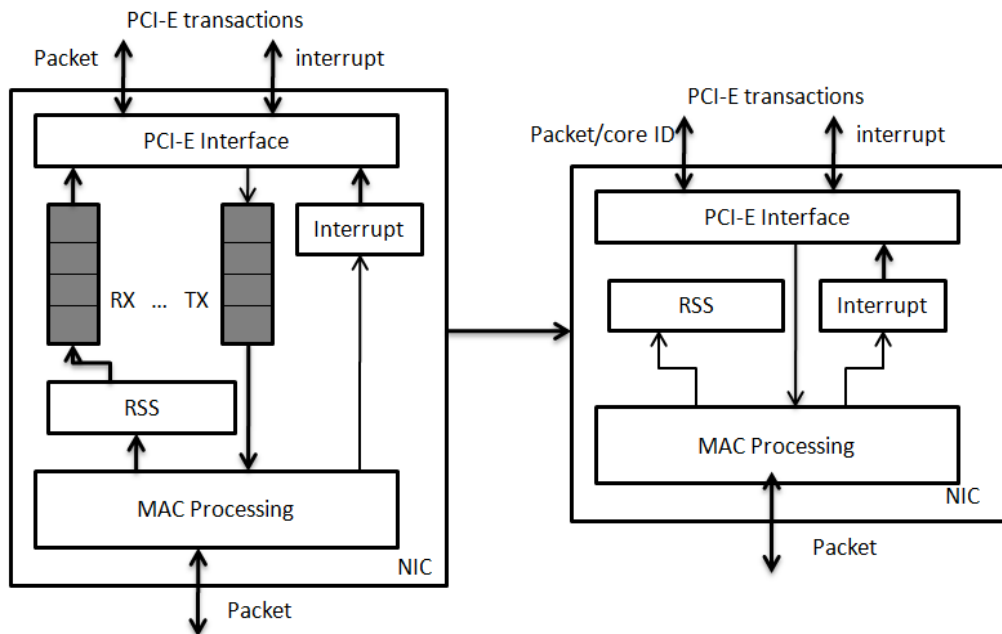 PCI-E transactions
Packet
interrupt
PCI-E Interface
Interrupt
RX ... TX
RSS
MAC Processing
NIC
Packet
PCI-E transactions
Packet/core ID
interrupt
PCI-E Interface
RSS
Interrupt
MAC Processing
NIC
Packet